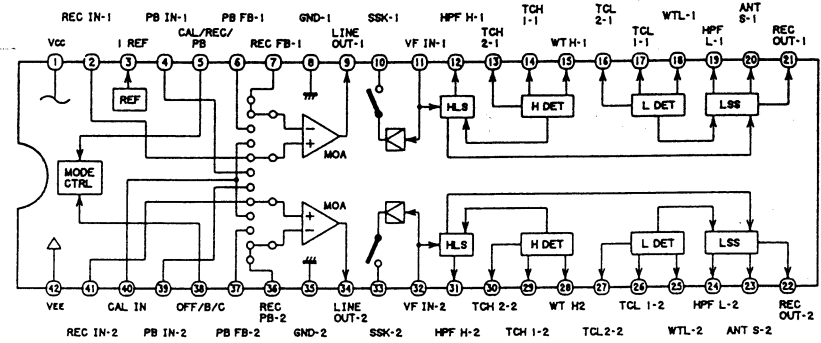 REC IN-1 PB IN-1 PB FB-1 GND-1 LINE OUT-1 SSK-1 HPF H-1 TCH 1-1 TCL 2-1 WTL-1 ANT S-1
VCC I REF CAL/REC/PB REC FB-1 VF IN-1 TCH 2-1 WT H-1 TCL 1-1 HPF L-1 REC OUT-1
1 2 3 4 5 6 7 8 9 10 11 12 13 14 15 16 17 18 19 20 21
REF
HLS H DET L DET LSS
MOA
MODE CTRL
MOA
HLS H DET L DET LSS
42 41 40 39 38 37 36 35 34 33 32 31 30 29 28 27 26 25 24 23 22
VEE CAL IN OFF/B/C REC PB-2 LINE OUT-2 VF IN-2 TCH 2-2 WT H2 TCL 1-2 HPF L-2 REC OUT-2
REC IN-2 PB IN-2 PB FB-2 GND-2 SSK-2 HPF H-2 TCH 1-2 TCL2-2 WTL-2 ANT S-2